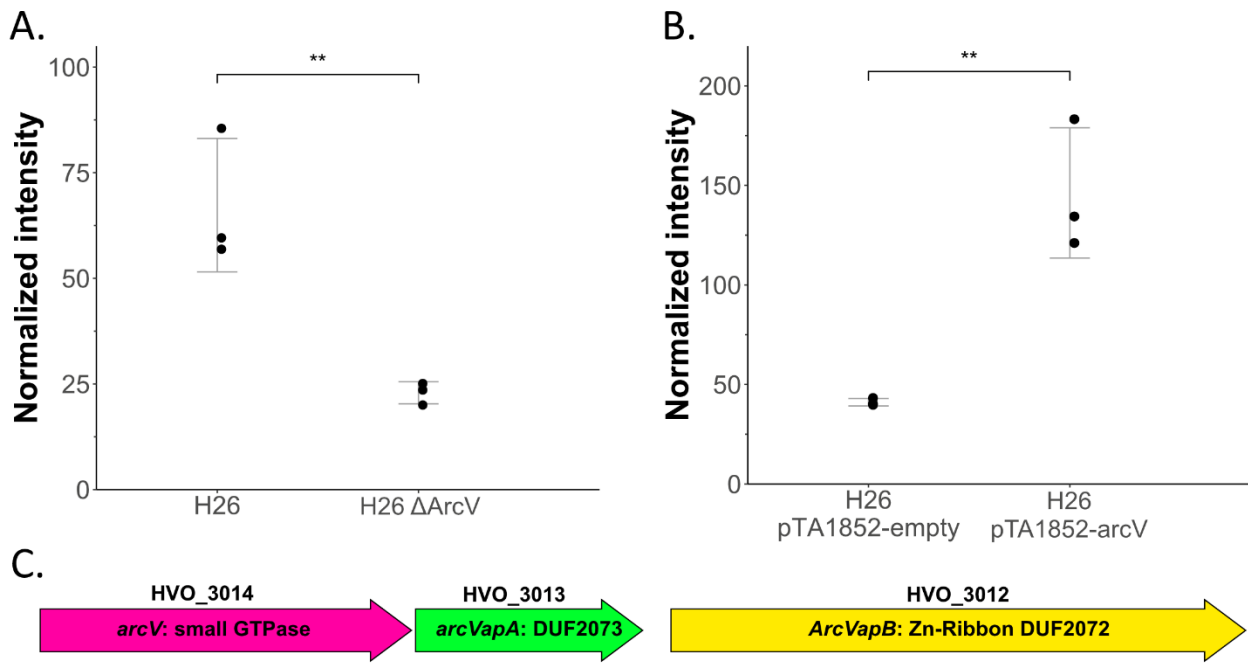 A.
**
100
75
50
25
0
Normalized intensity
H26
H26 ΔArcV
B.
**
200
150
100
50
0
Normalized intensity
H26
pTA1852-empty
H26
pTA1852-arcV
C.
HVO_3014
HVO_3013
HVO_3012
arcV: small GTPase
arcVapA: DUF2073
ArcVapB: Zn-Ribbon DUF2072